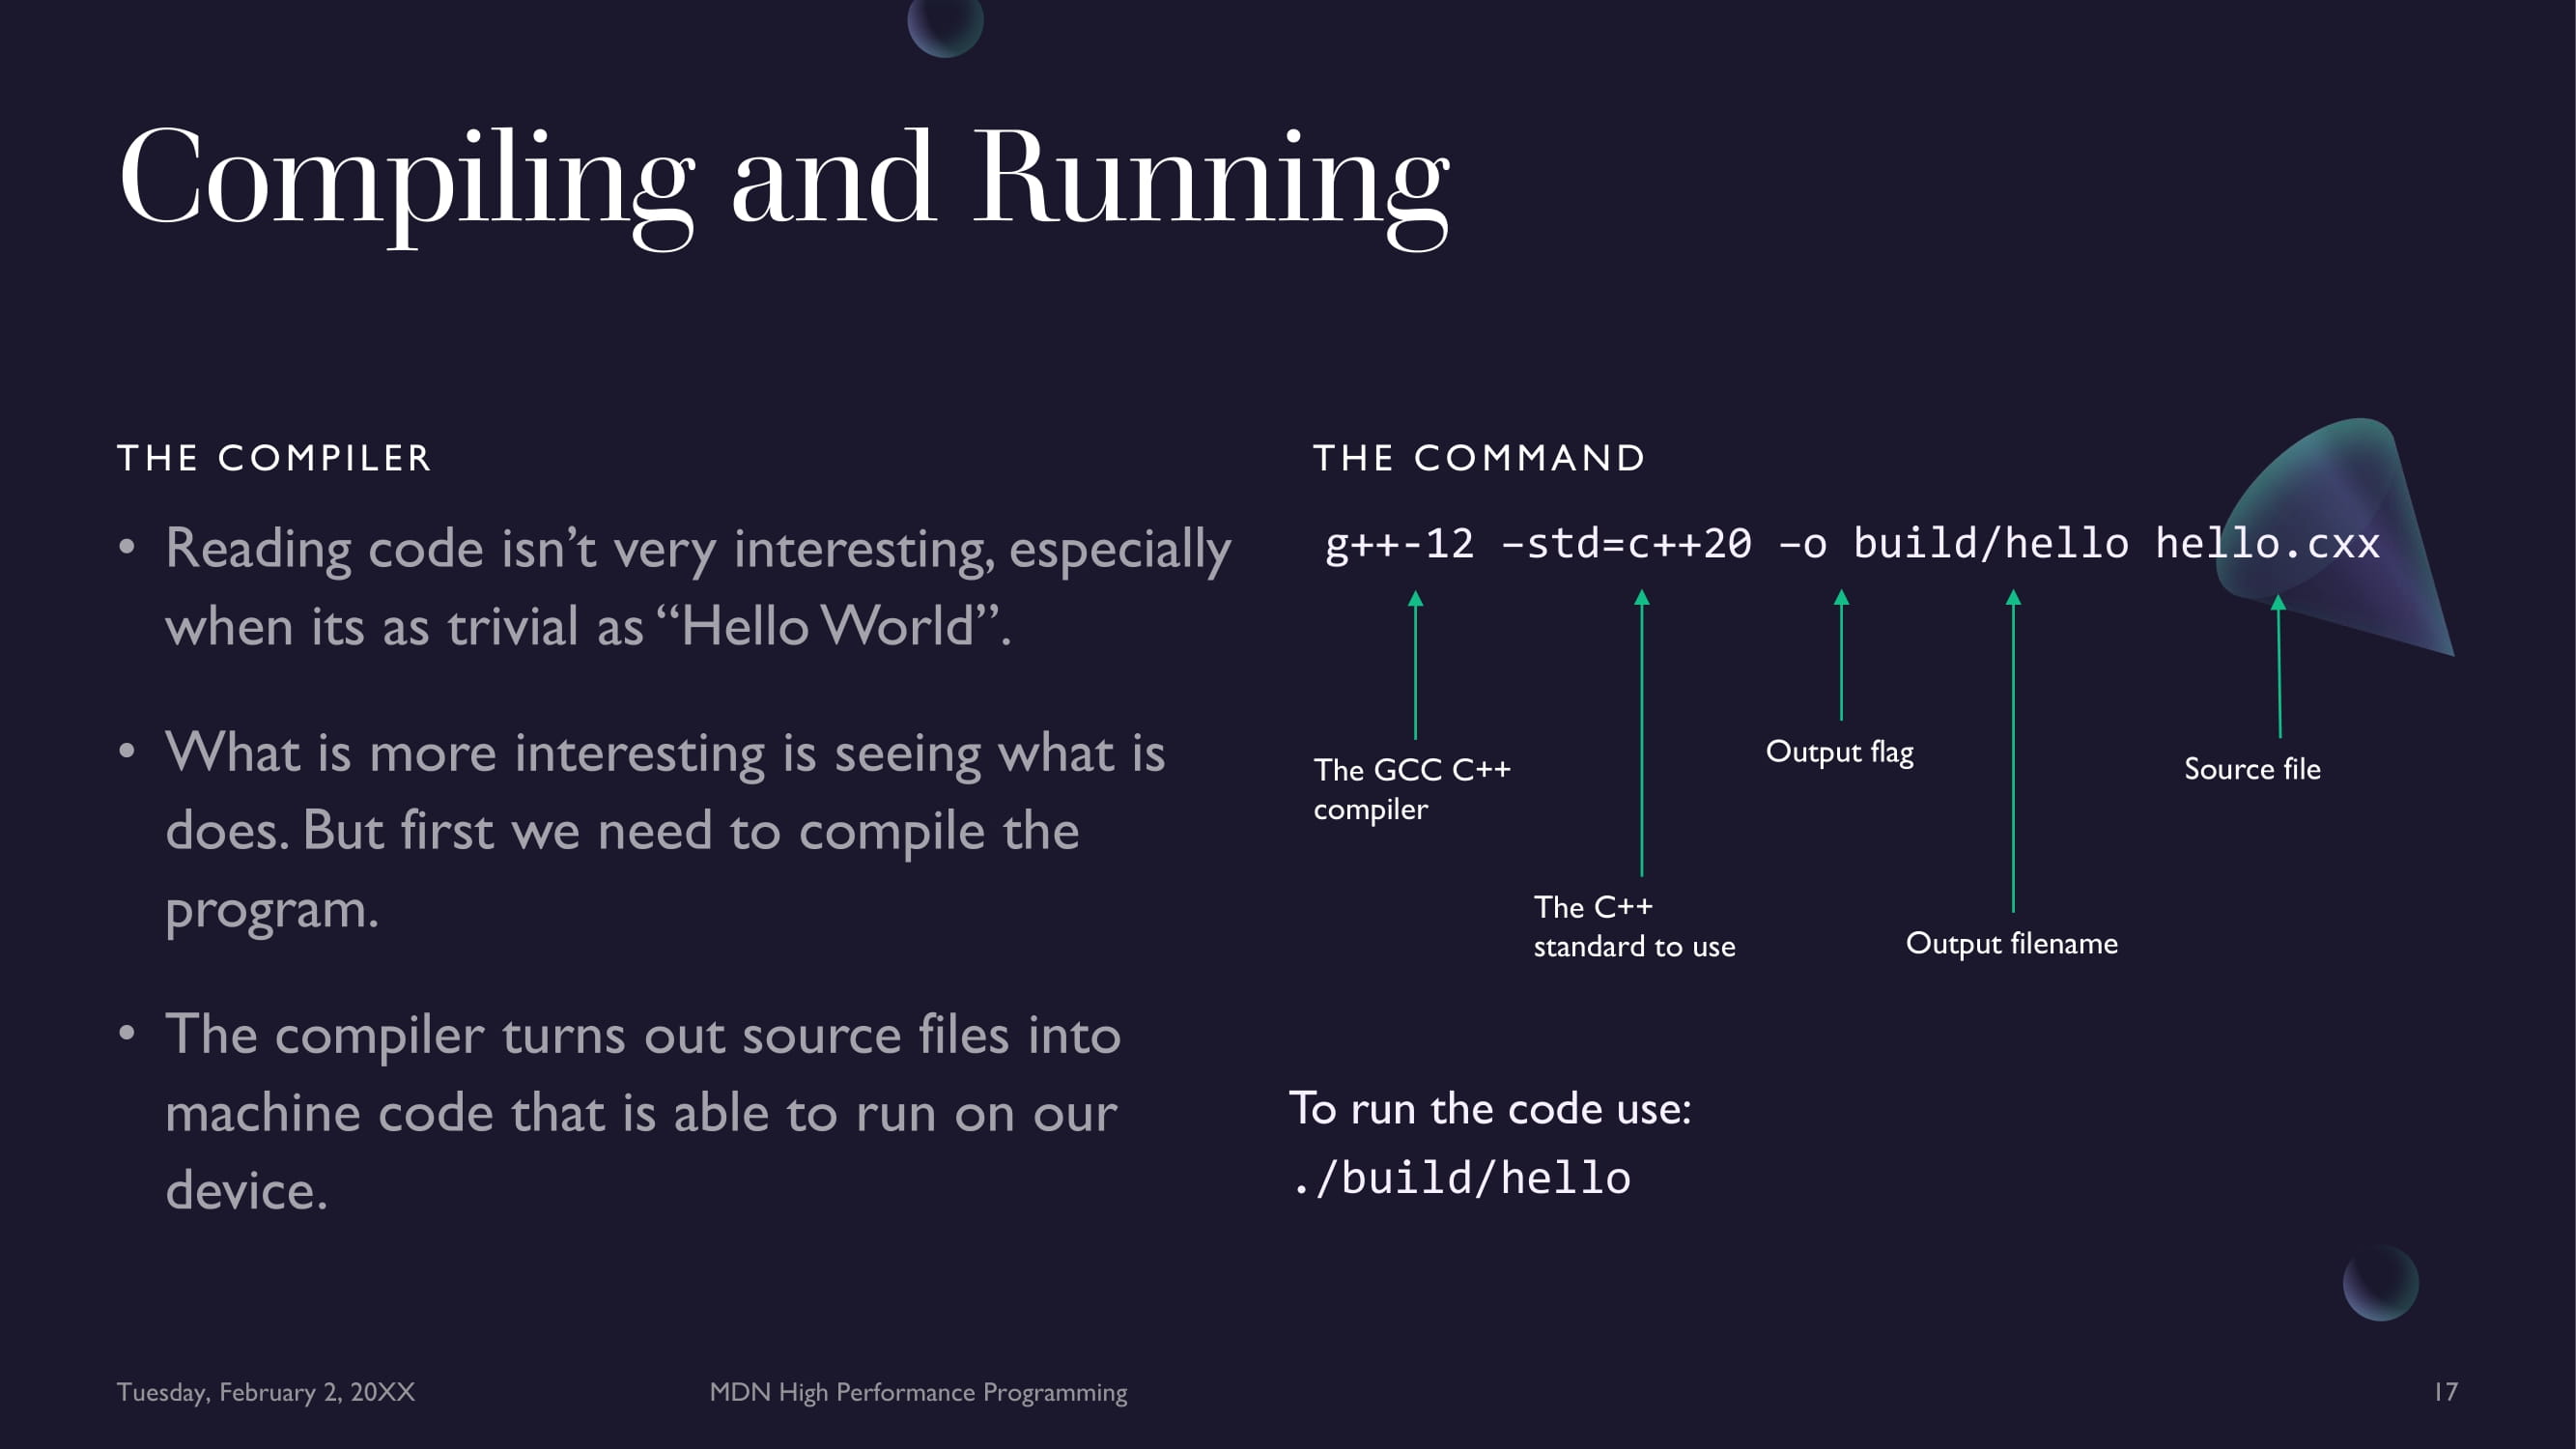 Compiling and Running
THE COMPILER
• Reading code isn’t very interesting, especially
when its as trivial as “Hello World”.
• What is more interesting is seeing what is
does. But first we need to compile the
program.
• The compiler turns out source files into
machine code that is able to run on our
device.
THE COMMAND
g++-12 –std=c++20 –o build/hello hello.cxx
The GCC C++
compiler
The C++
standard to use
Output flag
Output filename
Source file
To run the code use:
./build/hello
Tuesday, February 2, 20XX
MDN High Performance Programming
17